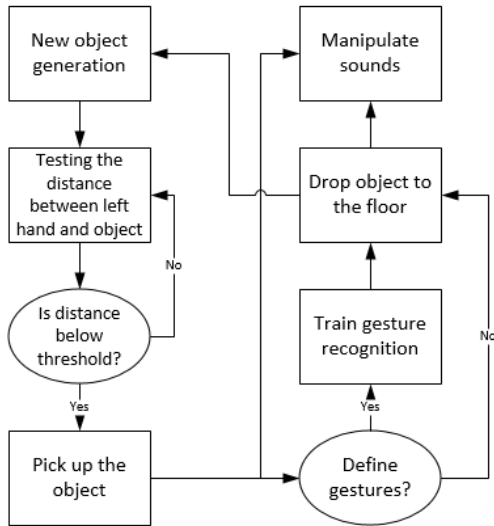 New object
generation
Manipulate
sounds
Testing the
distance
between left
hand and object
Drop object to
the floor
No
Is distance
below
threshold?
Train gesture
recognition
No
Yes
Yes
Pick up the
object
Define
gestures?